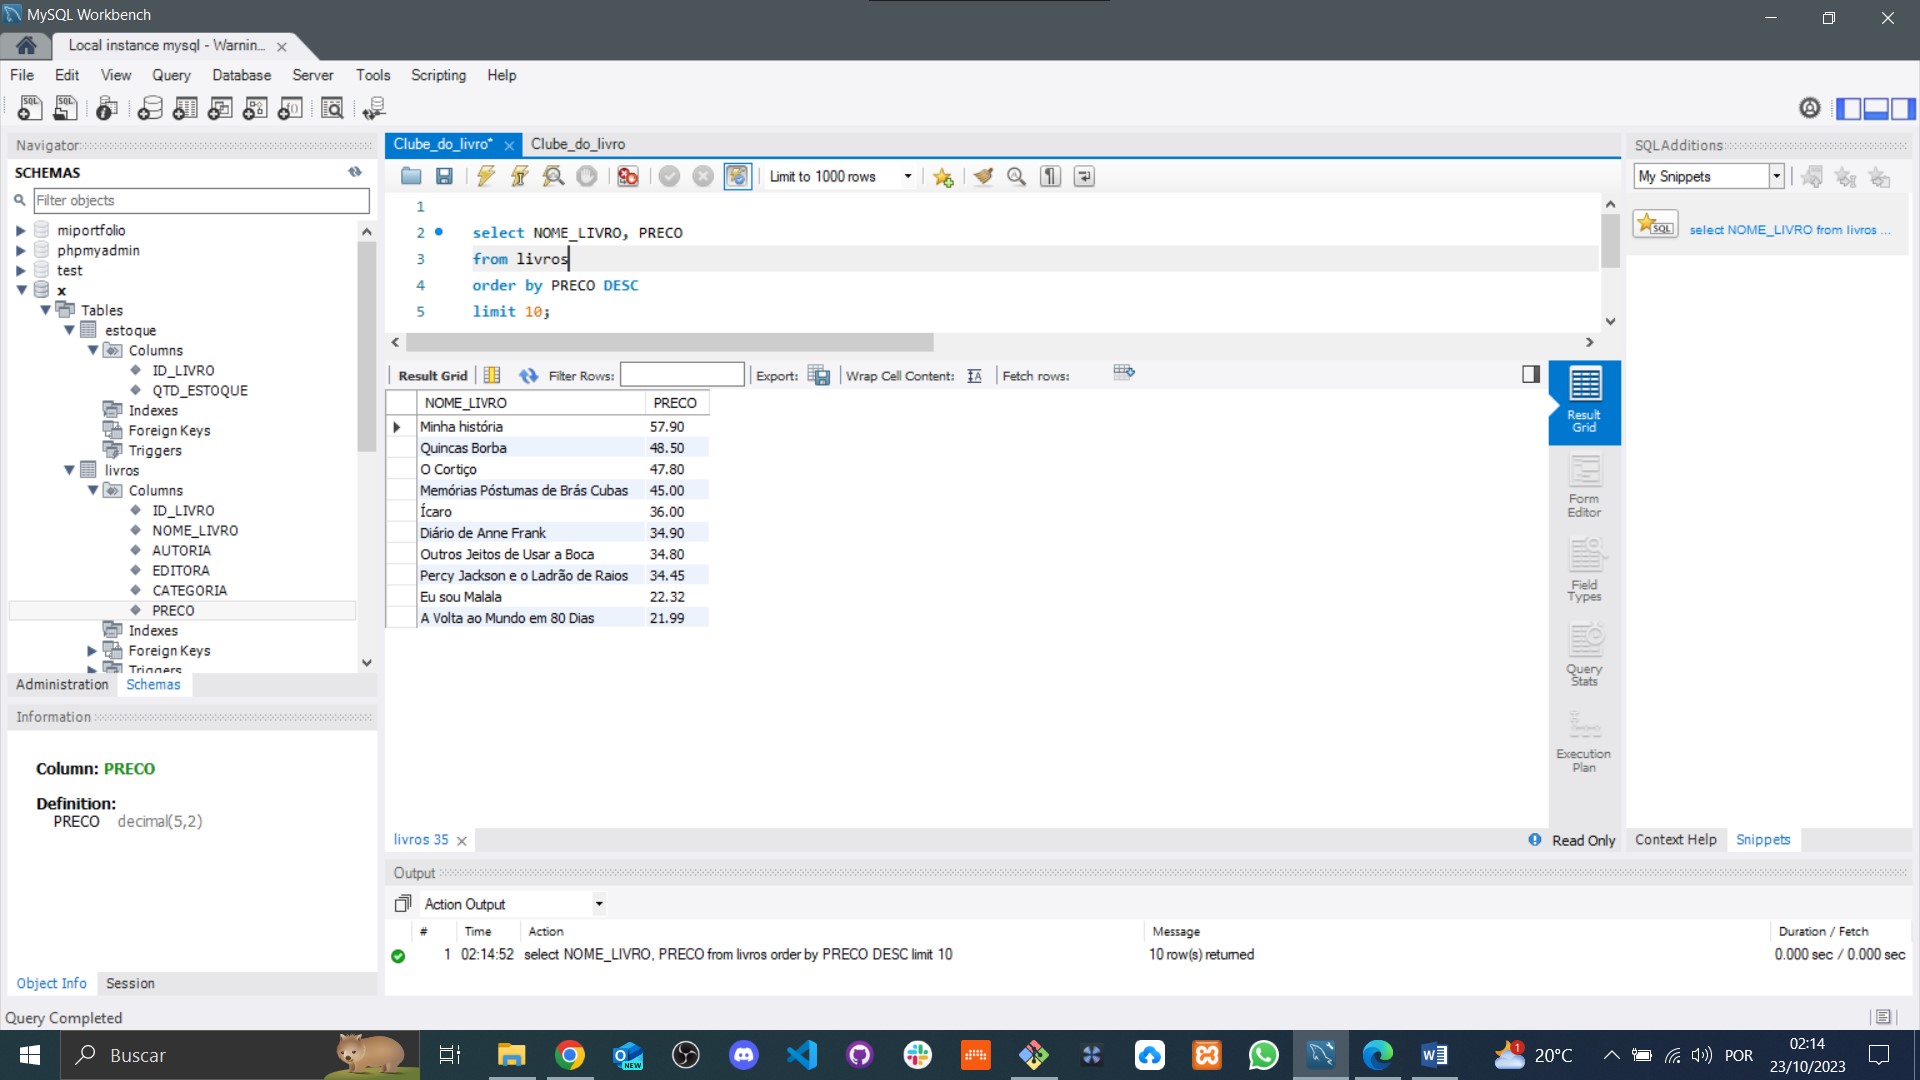 MySQL Workbench
Local instance mysql - Warnin...
File Edit View Query Database Server Tools Scripting Help
Navigator
SCHEMAS
Filter objects
miportfolio
phpmyadmin
test
x
Tables
estoque
Columns
ID_LIVRO
QTD_ESTOQUE
Indexes
Foreign Keys
Triggers
livros
Columns
ID_LIVRO
NOME_LIVRO
AUTORIA
EDITORA
CATEGORIA
PRECO
Indexes
Foreign Keys
Triggers
Administration Schemas
Information
Column: PRECO
Definition:
PRECO decimal(5,2)
Object Info Session
Clube_do_livro* Clube_do_livro
Limit to 1000 rows
1
2 select NOME_LIVRO, PRECO
3 from livros
4 order by PRECO DESC
5 limit 10;
Result Grid Filter Rows: Export: Wrap Cell Content: Fetch rows:
NOME_LIVRO PRECO
Minha história 57.90
Quincas Borba 48.50
O Cortiço 47.80
Memórias Póstumas de Brás Cubas 45.00
Ícaro 36.00
Diário de Anne Frank 34.90
Outros Jeitos de Usar a Boca 34.80
Percy Jackson e o Ladrão de Raios 34.45
Eu sou Malala 22.32
A Volta ao Mundo em 80 Dias 21.99
Result
Grid
Form
Editor
Field
Types
Query
Stats
Execution
Plan
livros 35 Read Only
SQLAdditions
My Snippets
SQL select NOME_LIVRO from livros ...
Context Help Snippets
Output
Action Output
# Time Action Message Duration / Fetch
1 02:14:52 select NOME_LIVRO, PRECO from livros order by PRECO DESC limit 10 10 row(s) returned 0.000 sec / 0.000 sec
Query Completed
Buscar
NEW
1
20°C
POR
02:14
23/10/2023